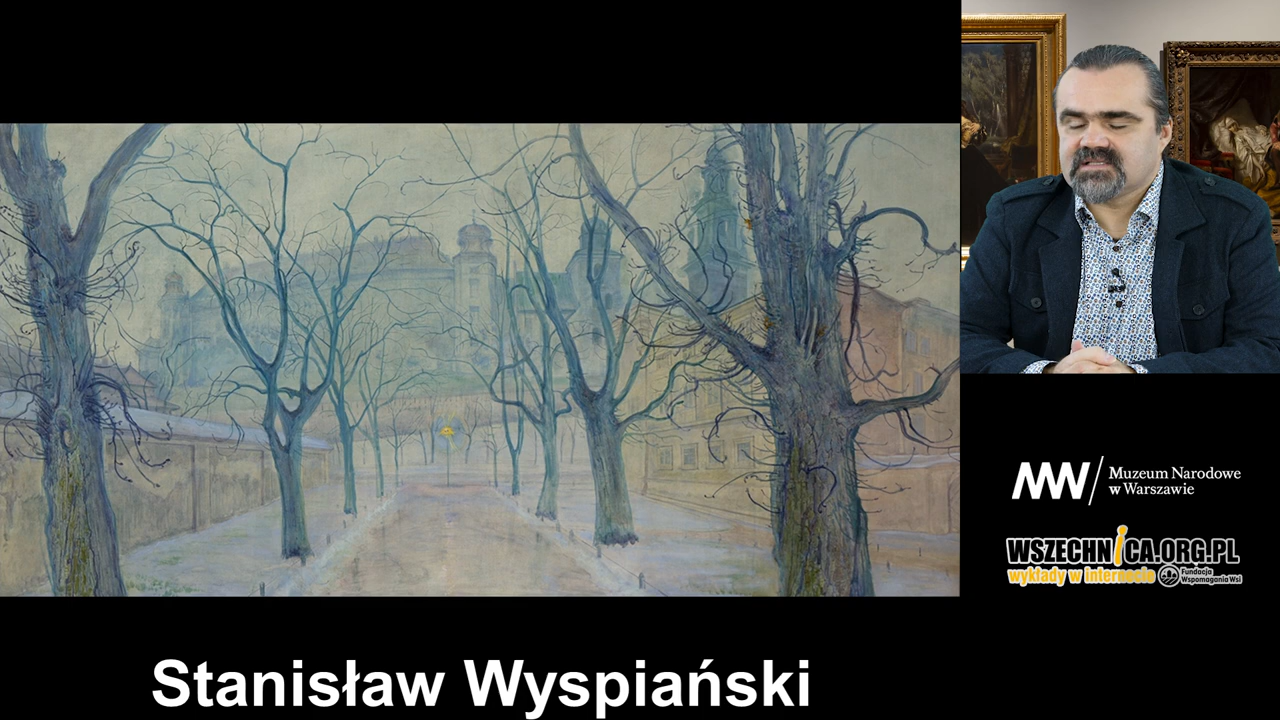 Muzeum Narodowe
w Warszawie
WSZECHNICA.ORG.PL
wykłady w internecie
Fundacja
Wspomagania Wsi
Stanisław Wyspiański